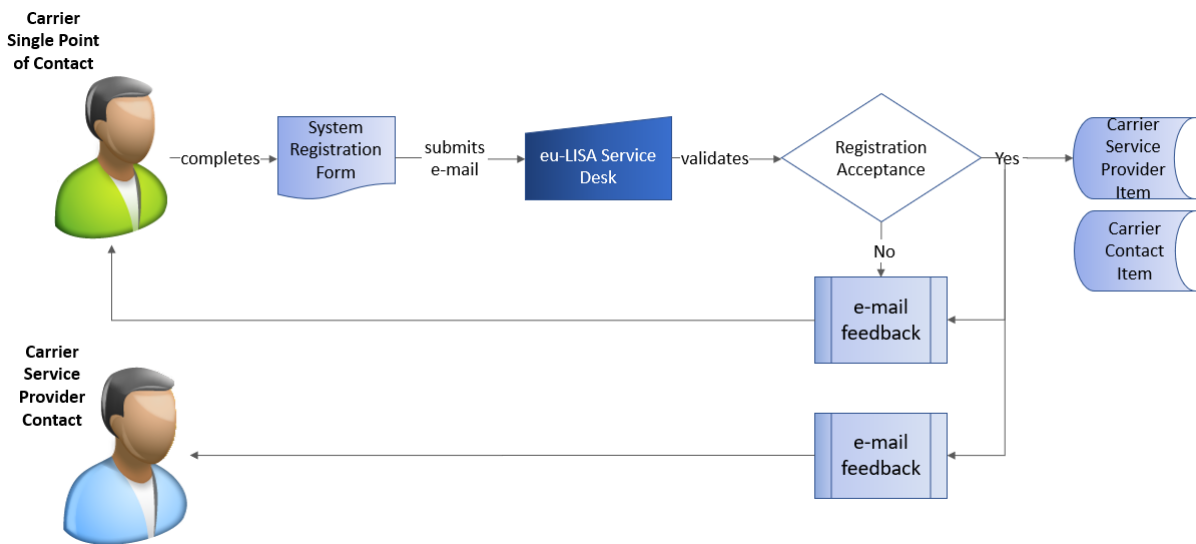 Carrier
Single Point
of Contact
completes
System
Registration
Form
submits
e-mail
eu-LISA Service
Desk
validates
Registration
Acceptance
Yes
Carrier
Service
Provider
Item
Carrier
Contact
Item
No
e-mail
feedback
Carrier
Service
Provider
Contact
e-mail
feedback